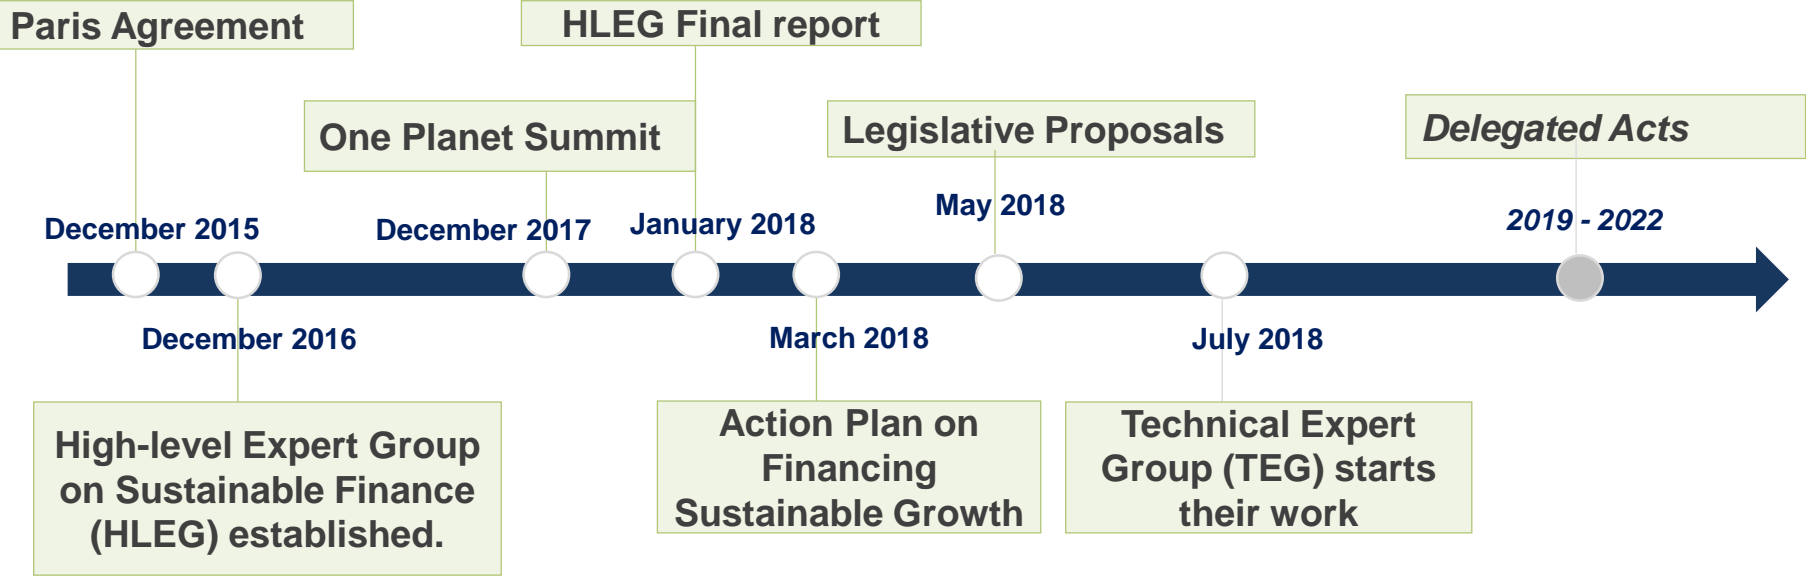 Paris Agreement
HLEG Final report
One Planet Summit
Legislative Proposals
Delegated Acts
December 2015
December 2017
January 2018
May 2018
2019 - 2022
December 2016
March 2018
July 2018
High-level Expert Group
on Sustainable Finance
(HLEG) established.
Action Plan on
Financing
Sustainable Growth
Technical Expert
Group (TEG) starts
their work